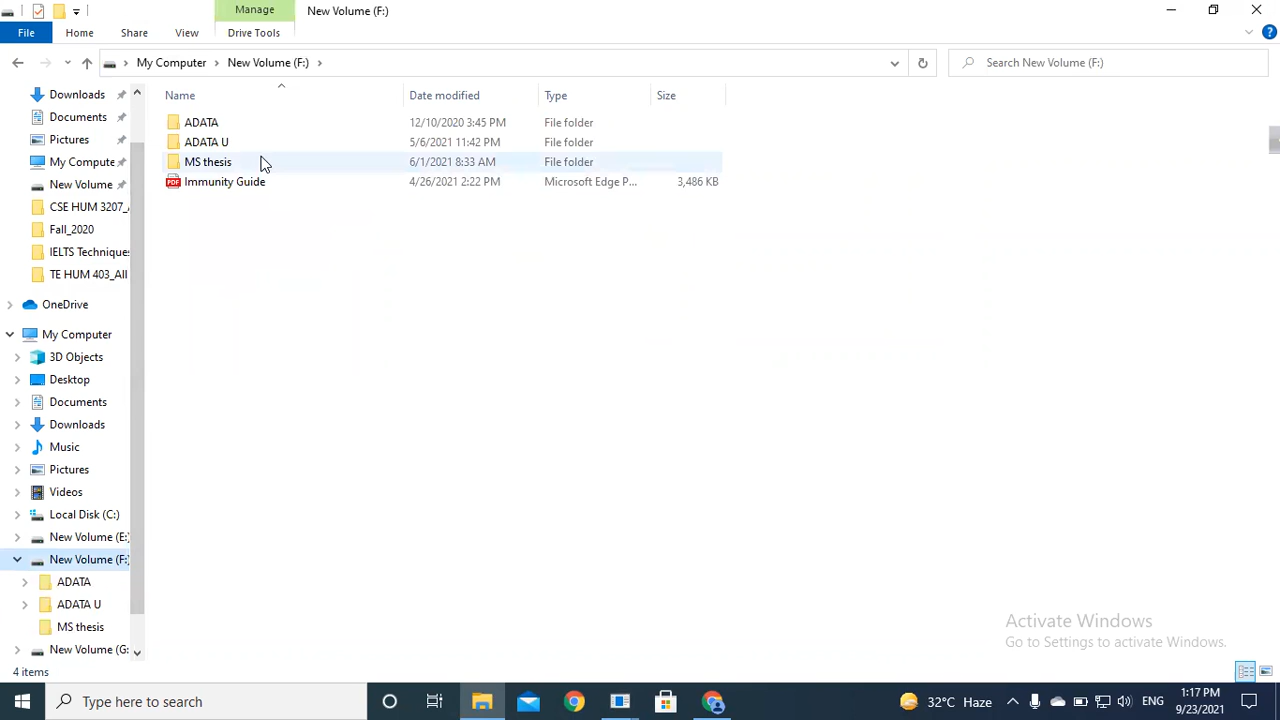 Manage
New Volume (F:)
File
Home
Share
View
Drive Tools
My Computer
New Volume (F:)
Search New Volume (F:)
Name
Date modified
Type
Size
ADATA
12/10/2020 3:45 PM
File folder
ADATA U
5/6/2021 11:42 PM
File folder
MS thesis
6/1/2021 8:33 AM
File folder
PDF
Immunity Guide
4/26/2021 2:22 PM
Microsoft Edge P...
3,486 KB
Downloads
Documents
Pictures
My Compute
New Volume
CSE HUM 3207_
Fall_2020
IELTS Techniques
TE HUM 403_All
OneDrive
My Computer
3D Objects
Desktop
Documents
Downloads
Music
Pictures
Videos
Local Disk (C:)
New Volume (E:)
New Volume (F:)
ADATA
ADATA U
MS thesis
New Volume (G:
4 items
Activate Windows
Go to Settings to activate Windows.
Type here to search
32°C Haze
ENG
1:17 PM
9/23/2021